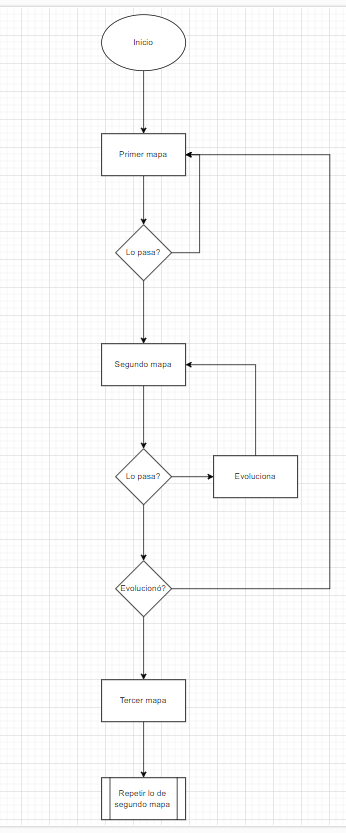 Inicio
Primer mapa
Lo pasa?
Segundo mapa
Lo pasa?
Evoluciona
Evolucionó?
Tercer mapa
Repetir lo de
segundo mapa